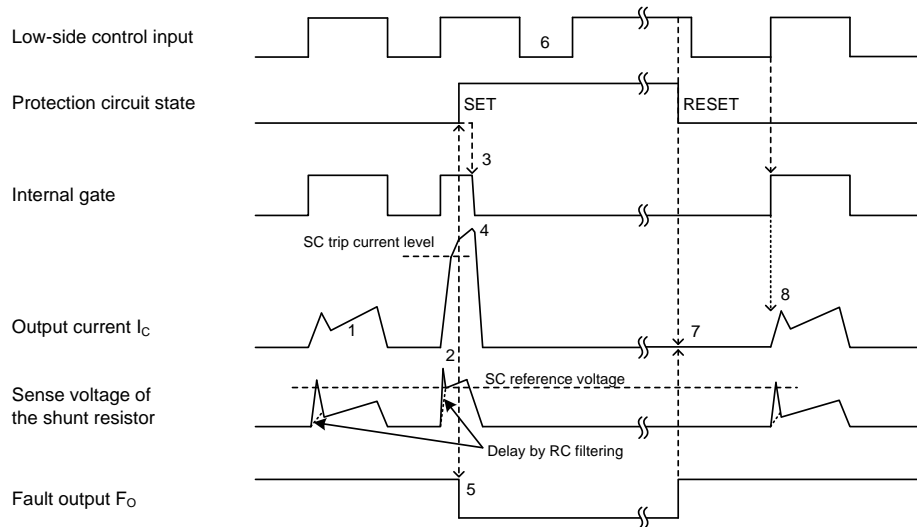 Low-side control input
6
Protection circuit state
SET
RESET
3
Internal gate
4
SC trip current level
Output current IC
1
7
8
2
SC reference voltage
Sense voltage of
the shunt resistor
Delay by RC filtering
5
Fault output FO